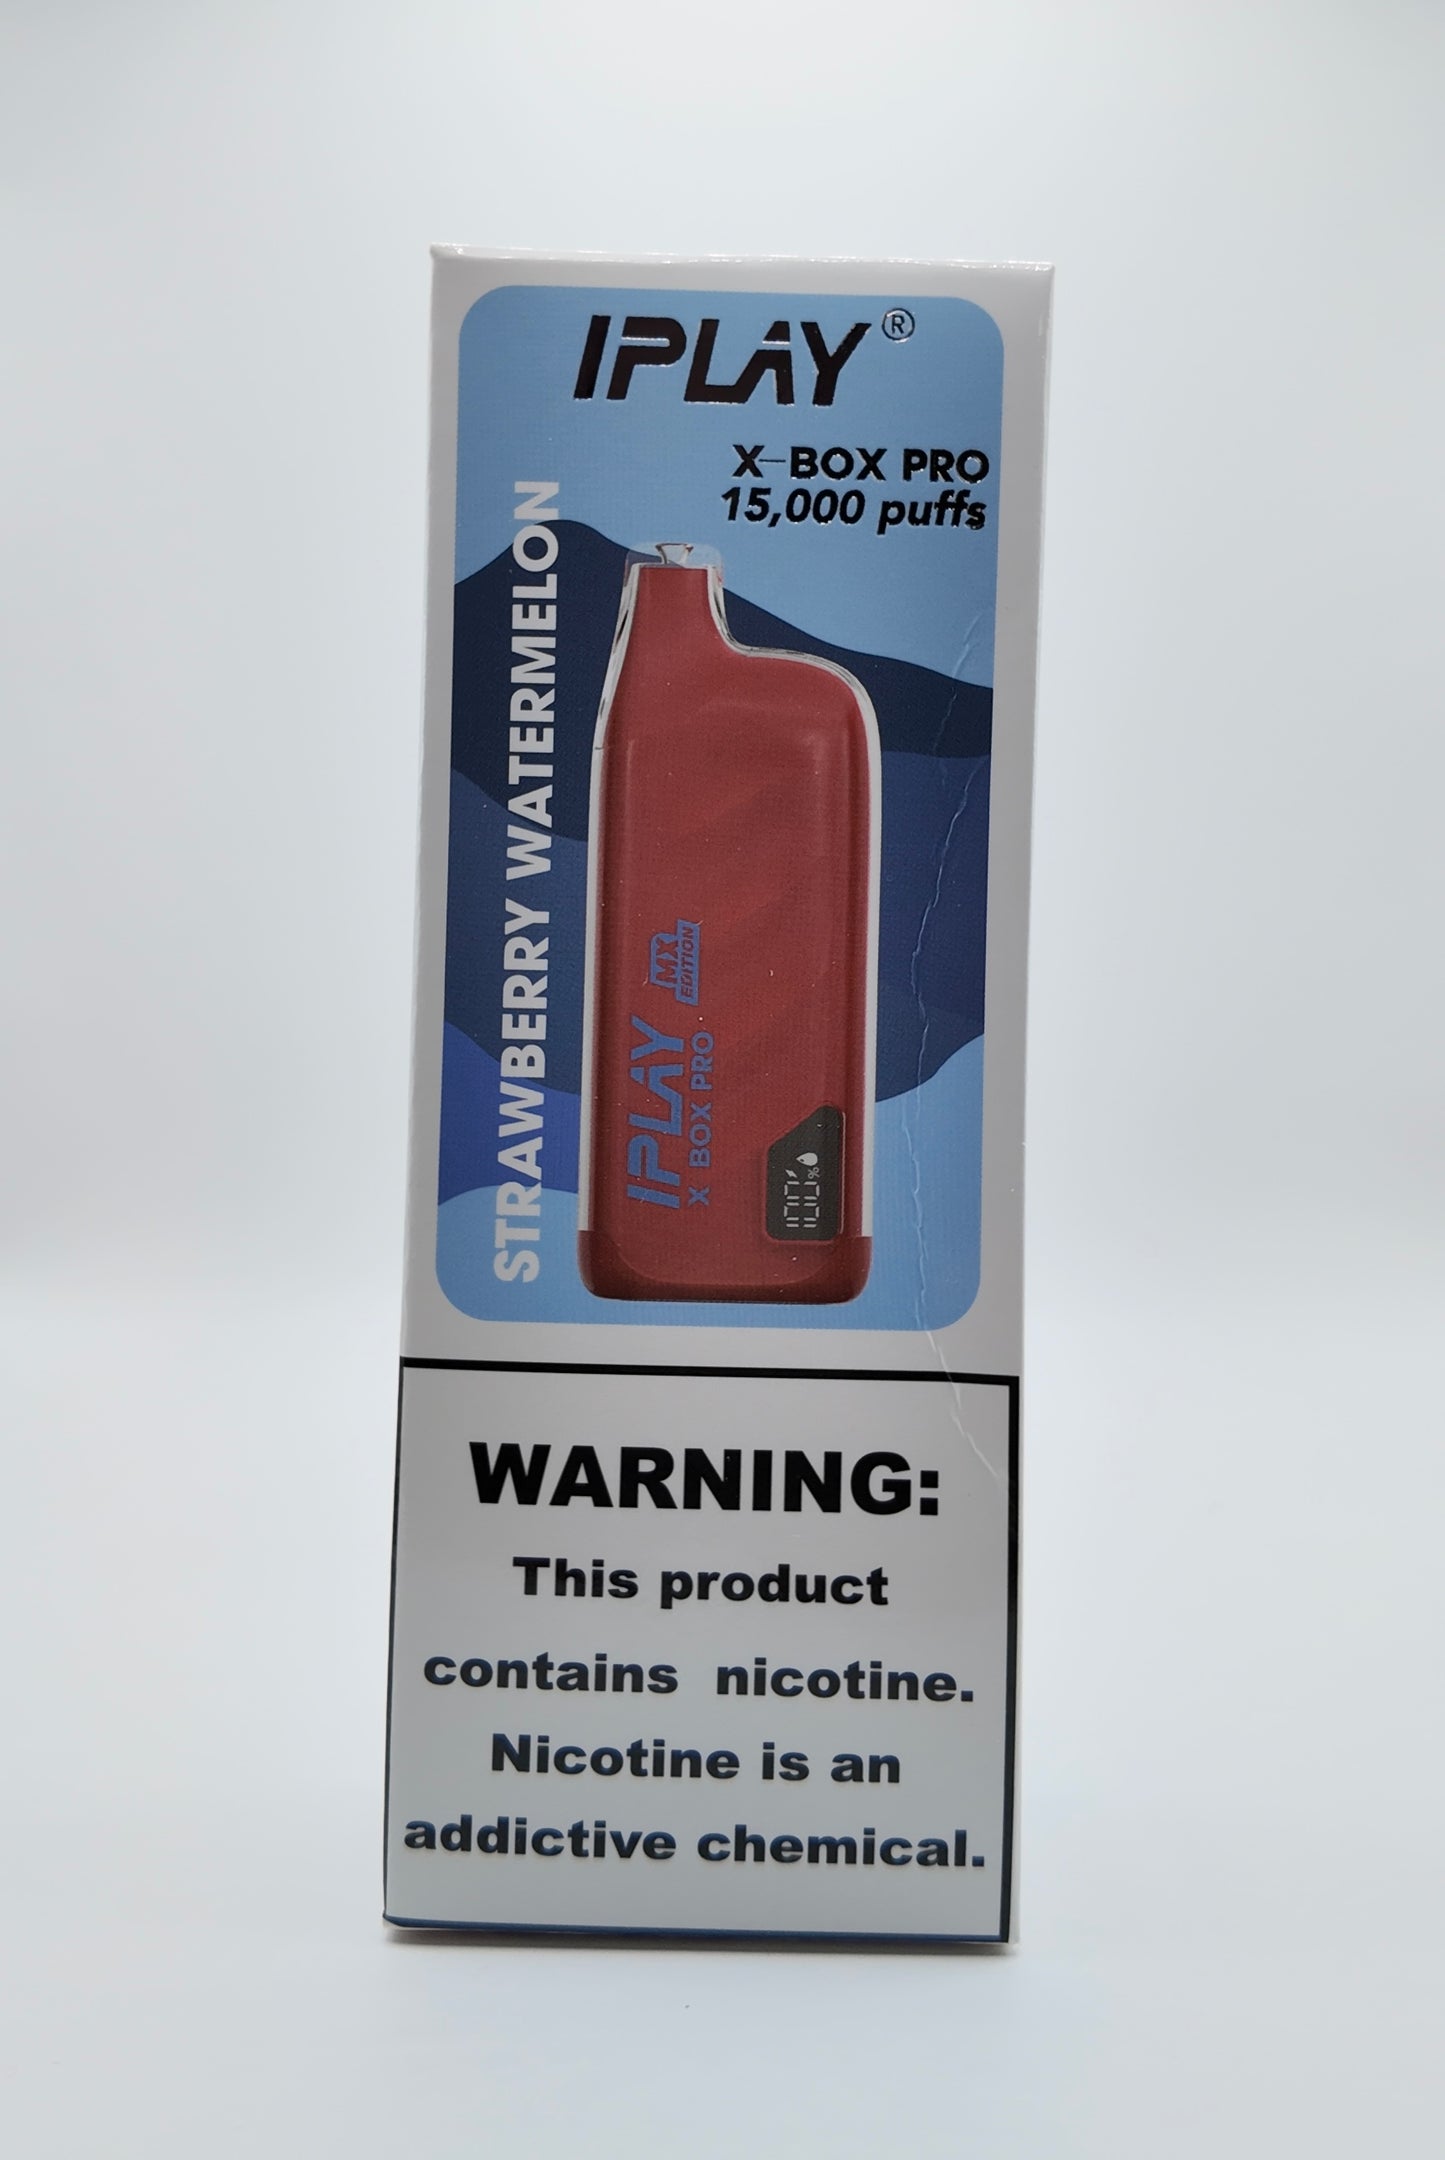 IPLAY®
X-BOX PRO
15,000 puffs
STRAWBERRY WATERMELON
IPLAY
X BOX PRO
MX
EDITION
100%
WARNING:
This product
contains nicotine.
Nicotine is an
addictive chemical.